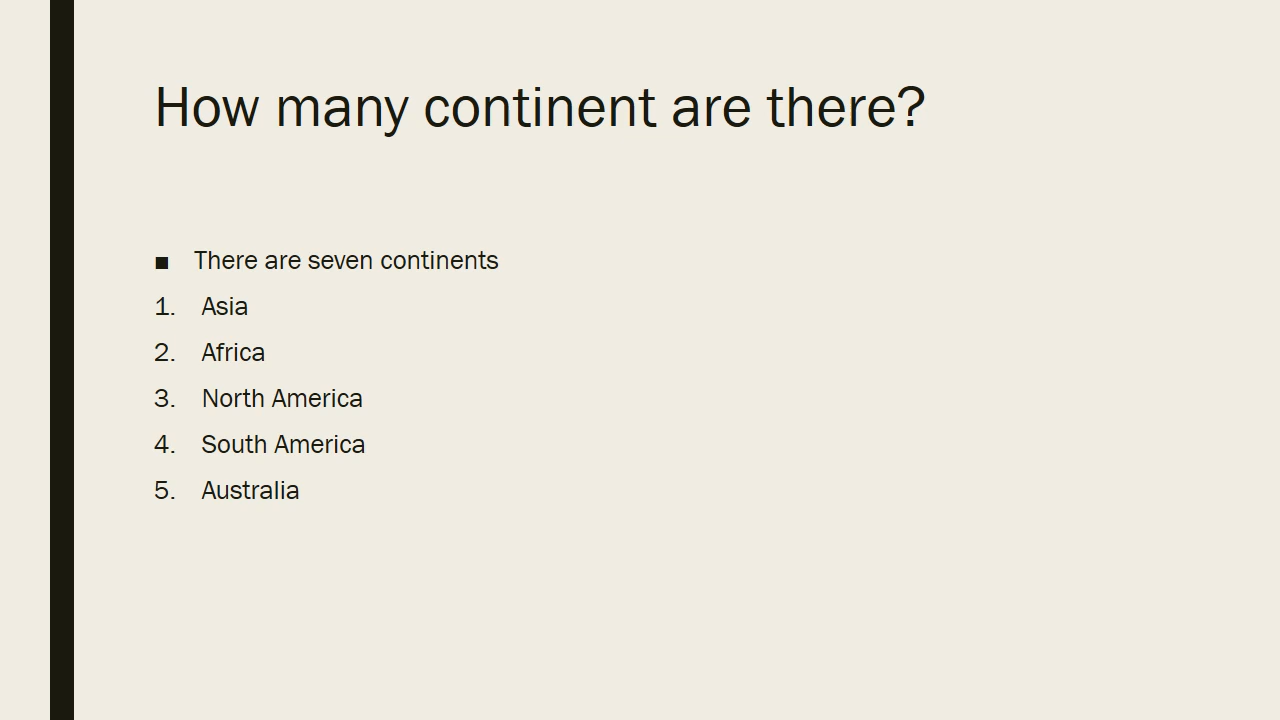 How many continent are there?
■ There are seven continents
1. Asia
2. Africa
3. North America
4. South America
5. Australia